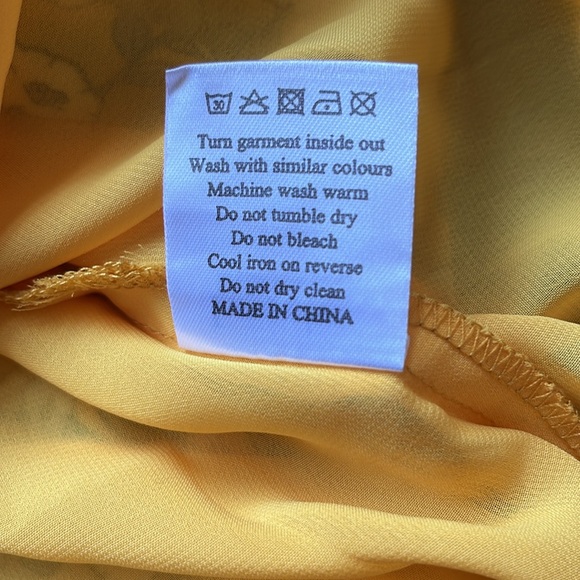 30
Turn garment inside out
Wash with similar colours
Machine wash warm
Do not tumble dry
Do not bleach
Cool iron on reverse
Do not dry clean
MADE IN CHINA